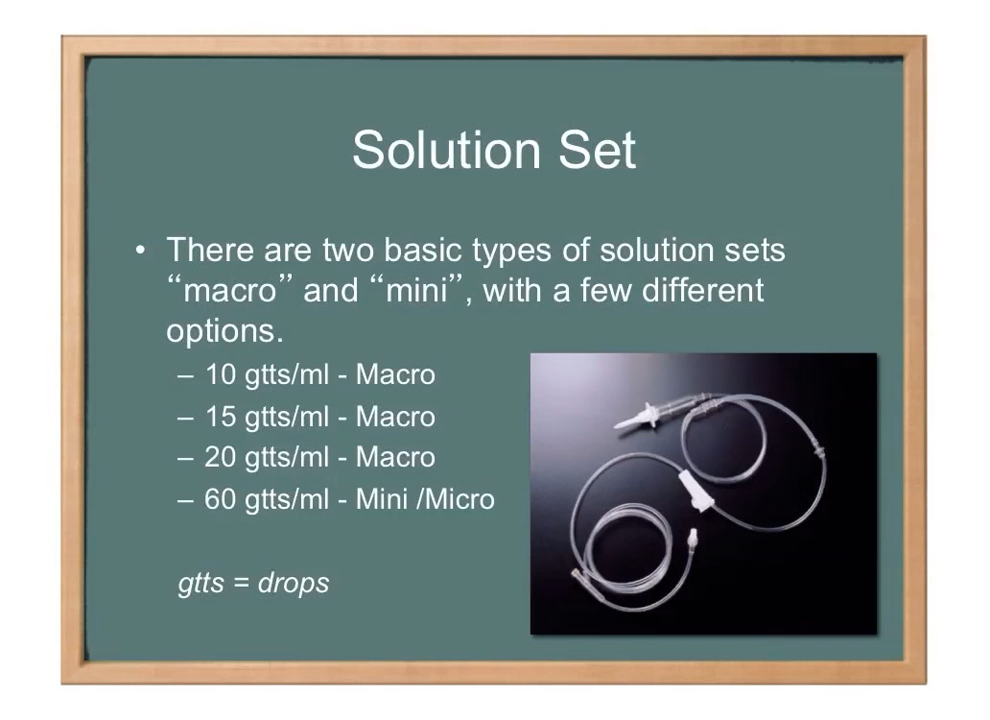 Solution Set
• There are two basic types of solution sets
“macro” and “mini”, with a few different
options.
– 10 gtts/ml - Macro
– 15 gtts/ml - Macro
– 20 gtts/ml - Macro
– 60 gtts/ml - Mini /Micro
gtts = drops